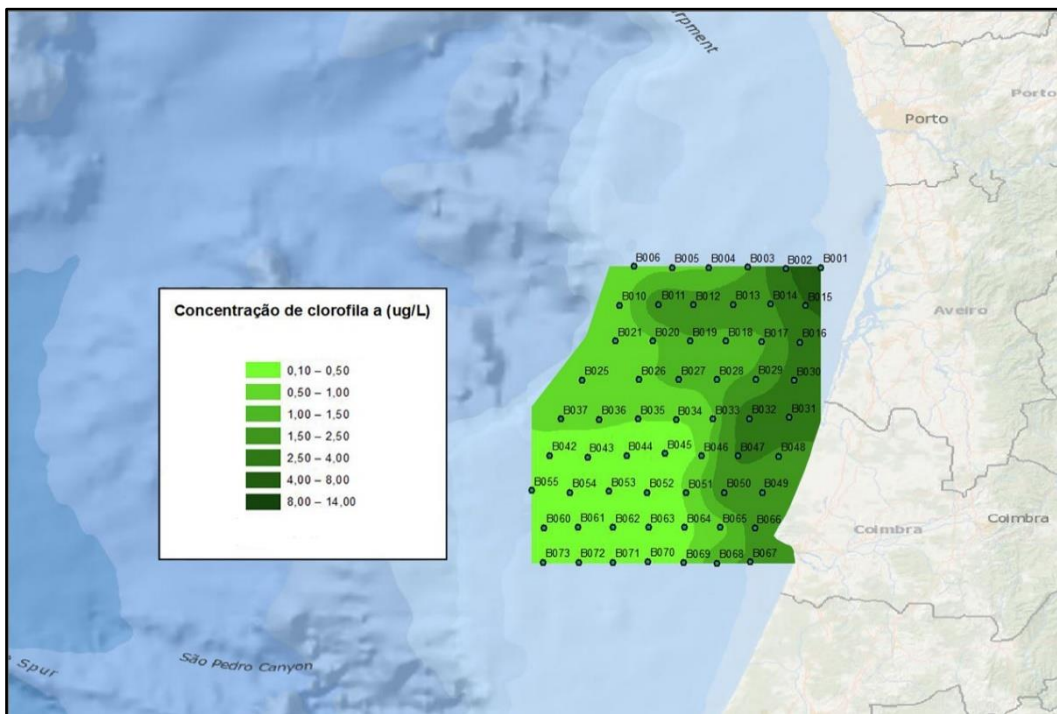 rpment
Porto
Porto
B006 B005 B004 B003 B002 B001
B010 B011 B012 B013 B014 B015
Concentração de clorofila a (ug/L)
Aveiro
B021 B020 B019 B018 B017 B016
0,10 – 0,50
B025 B026 B027 B028 B029 B030
0,50 – 1,00
1,00 – 1,50
B037 B036 B035 B034 B033 B032 B031
1,50 – 2,50
2,50 – 4,00
B042 B043 B044 B045 B046 B047 B048
4,00 – 8,00
8,00 – 14,00
B055 B054 B053 B052 B051 B050 B049
B060 B061 B062 B063 B064 B065 B066
Coimbra
Coimbra
B073 B072 B071 B070 B069 B068 B067
Spur
São Pedro Canyon